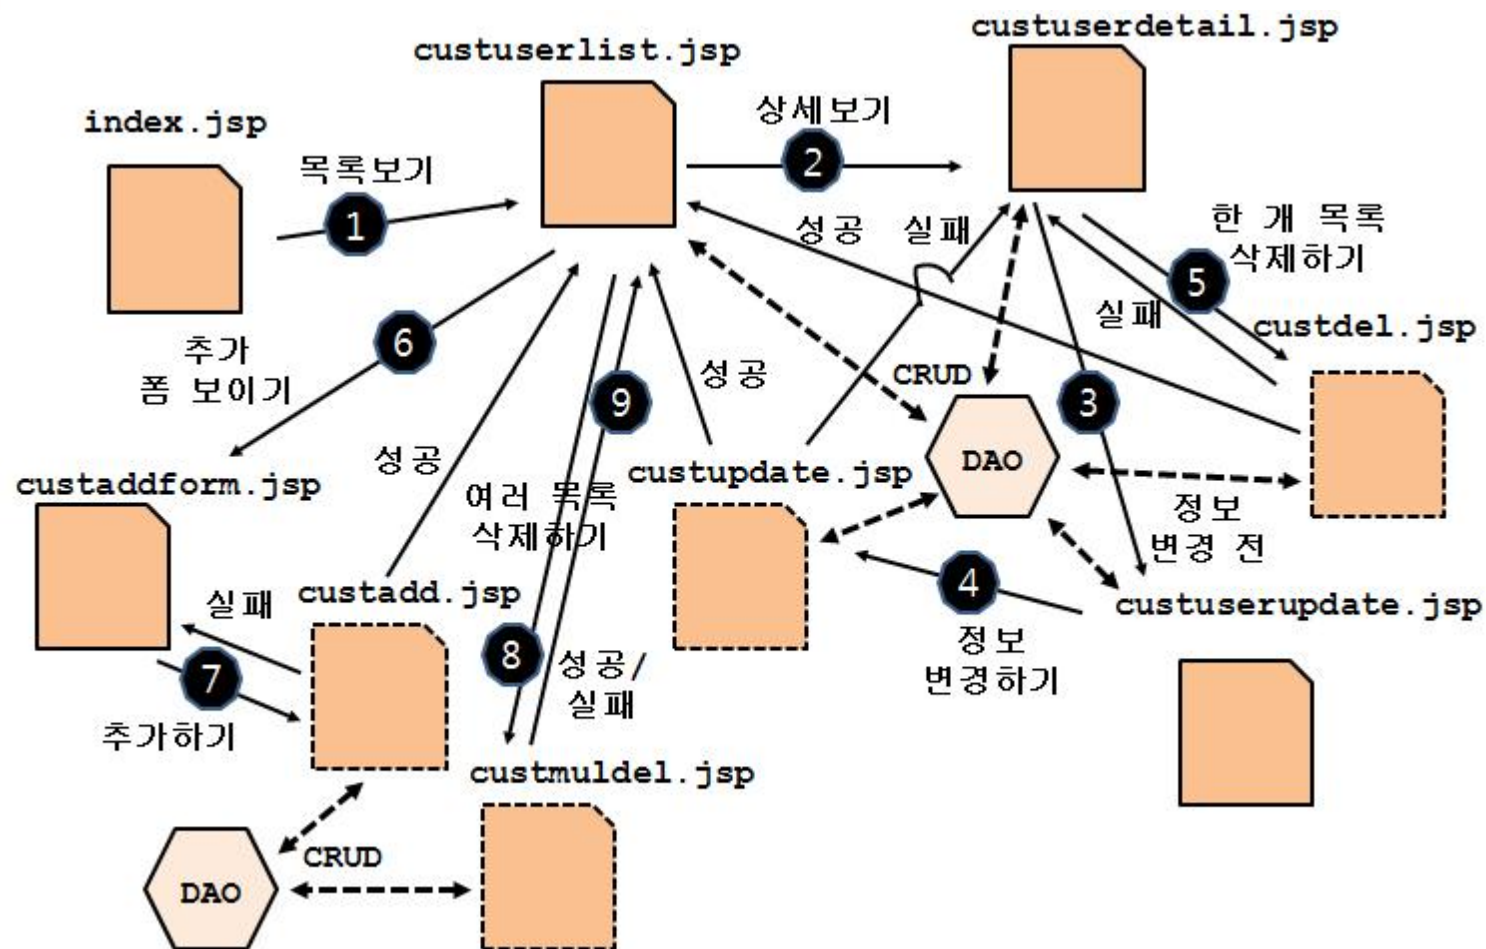 custuserdetail.jsp
custuserlist.jsp
index.jsp
상세보기
2
목록보기
1
성공
실패
한 개 목록
삭제하기
5
실패
custdel.jsp
6
추가
폼 보이기
성공
CRUD
9
3
성공
custaddform.jsp
여러 목록
삭제하기
custupdate.jsp
DAO
정보
변경 전
4
custadd.jsp
실패
custuserupdate.jsp
정보
변경하기
8
성공/
실패
7
추가하기
custmuldel.jsp
CRUD
DAO